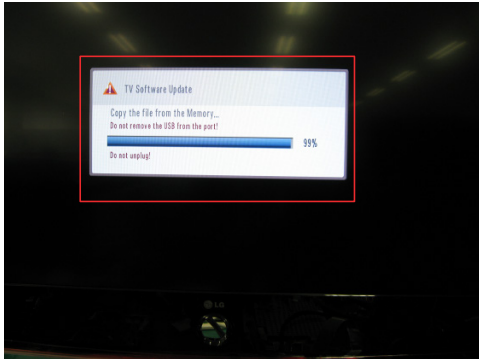 TV Software Update
Copy the file from the Memory...
Do not remove the USB from the port!
99%
Do not unplug!
LG